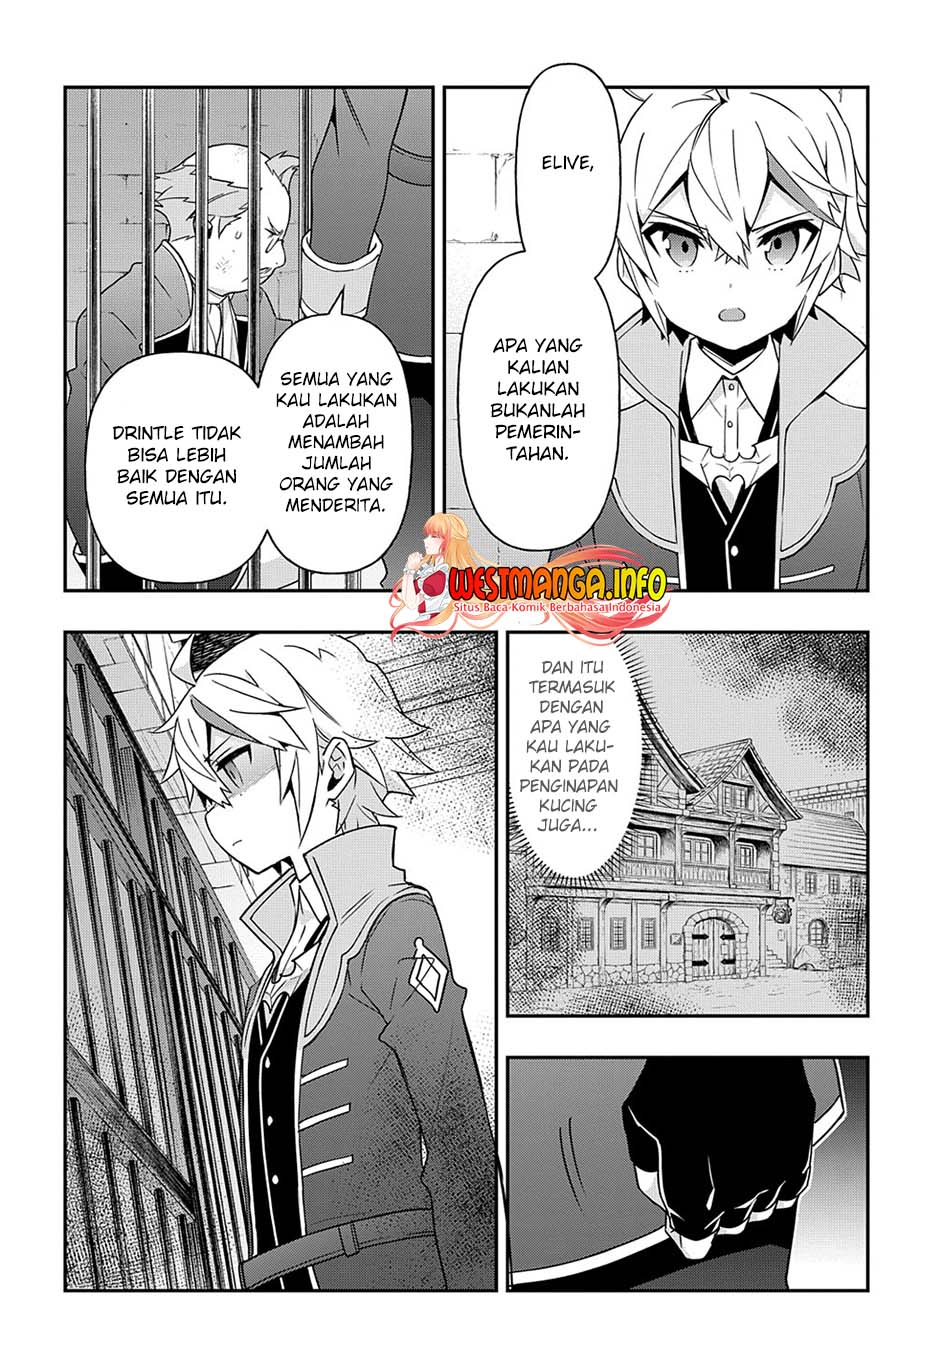 ELIVE,
APA YANG
KALIAN
LAKUKAN
BUKANLAH
PEMERIN-
TAHAN.
SEMUA YANG
KAU LAKUKAN
ADALAH
MENAMBAH
JUMLAH
ORANG YANG
MENDERITA.
DRINTLE TIDAK
BISA LEBIH
BAIK DENGAN
SEMUA ITU.
WESTMANGA.INFO
Situs Baca Komik Berbahasa Indonesia
DAN ITU
TERMASUK
DENGAN
APA YANG
KAU LAKU-
KAN PADA
PENGINAPAN
KUCING
JUGA...